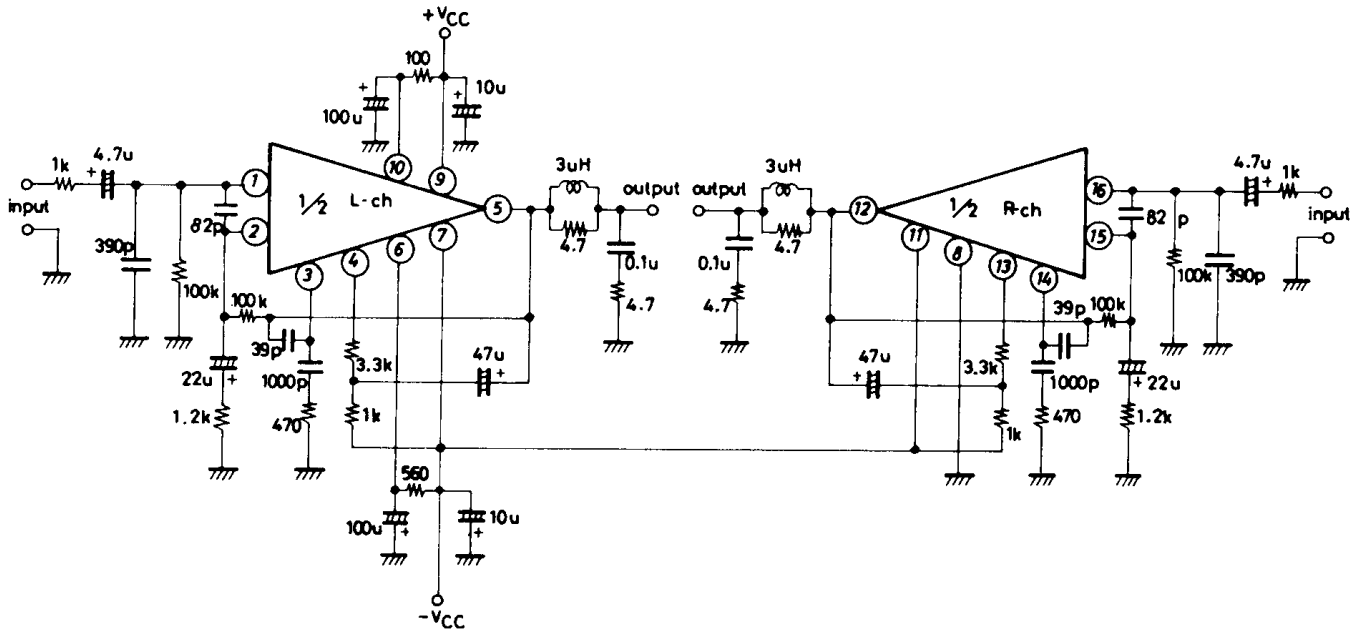 +VCC
100
100u
+
10u
+
input
1k
4.7u
+
390p
100k
82p
1
2
1/2 L-ch
10
9
5
3
4
6
7
3uH
4.7
output
0.1u
4.7
100k
39p
22u
+
1.2k
1000p
470
3.3k
1k
47u
+
560
100u
+
10u
+
-VCC
output
3uH
4.7
0.1u
4.7
12
1/2 R-ch
16
15
11
8
13
14
82 p
4.7u
+
1k
input
100k
390p
39p
100k
47u
+
3.3k
1k
1000p
470
22u
+
1.2k